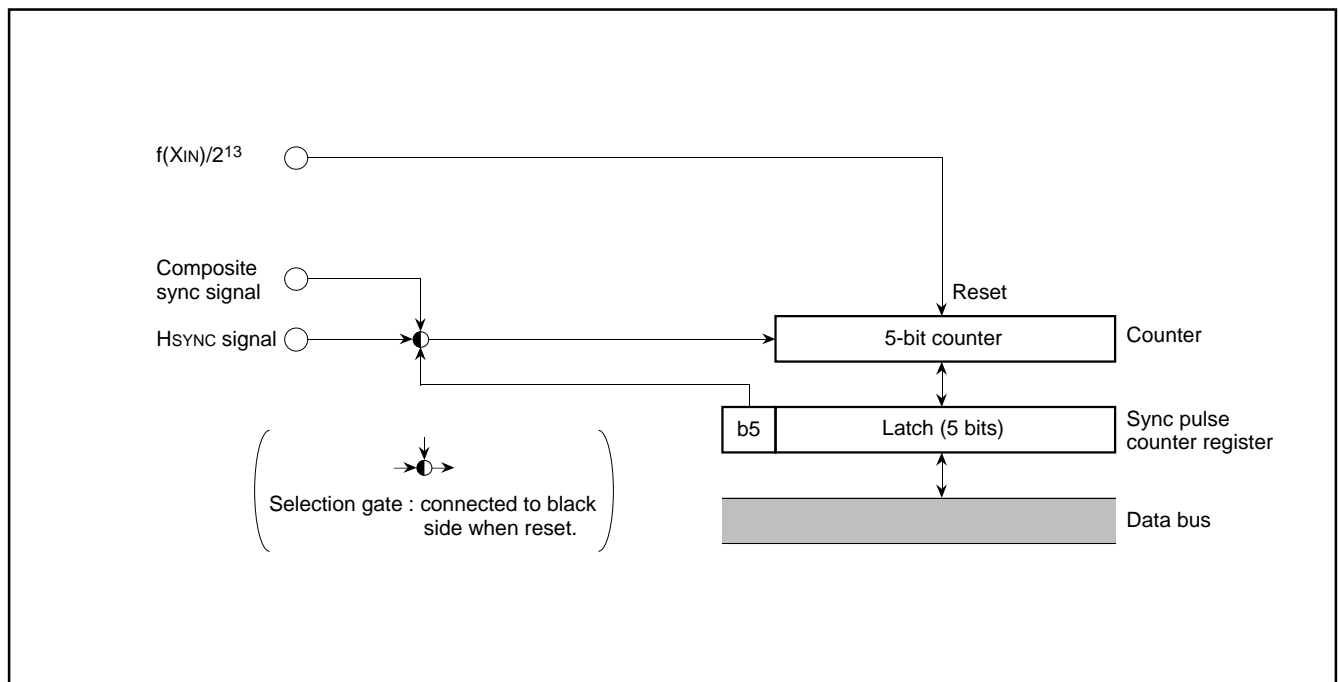 f(XIN)/2¹³
Composite
sync signal
HSYNC signal
Reset
5-bit counter
Counter
b5
Latch (5 bits)
Sync pulse
counter register
Selection gate : connected to black
side when reset.
Data bus